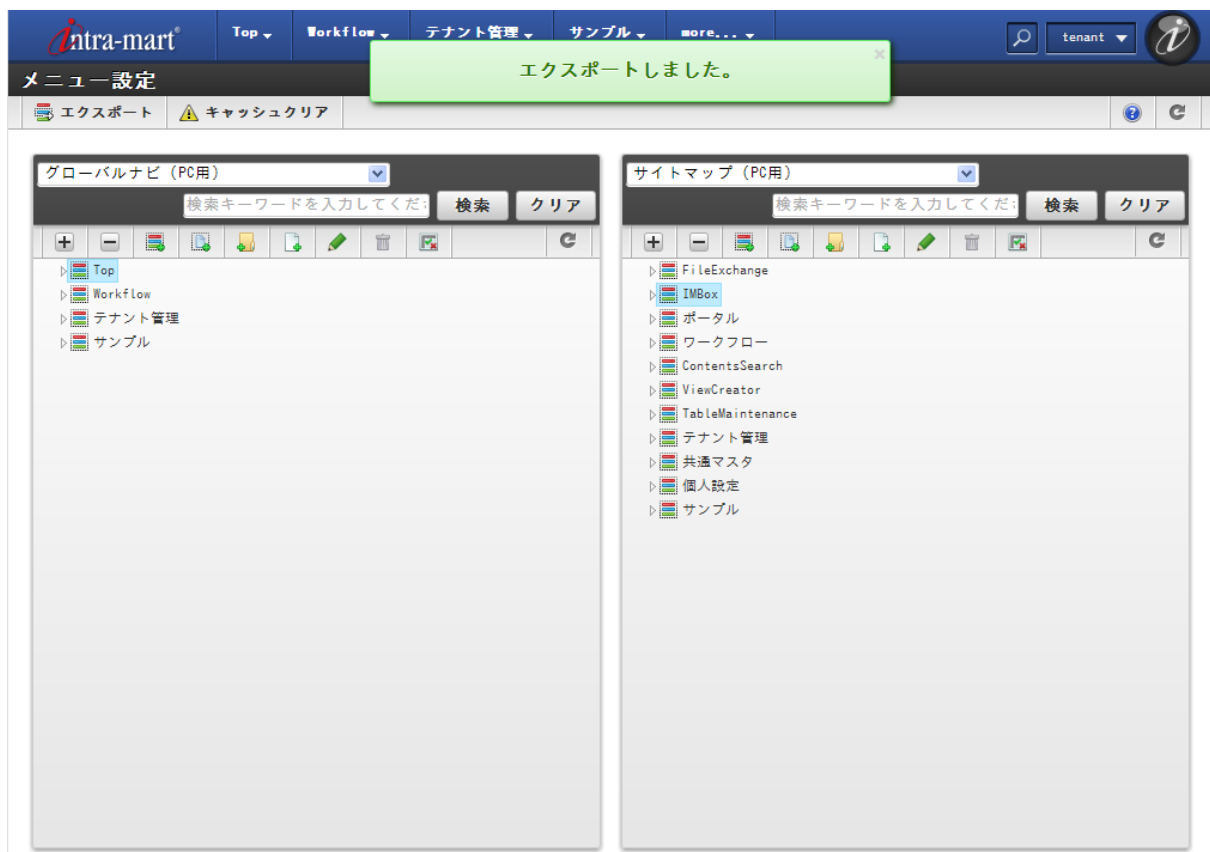 intra-mart®
Top
Workflow
テナント管理
サンプル
more...
tenant
エクスポートしました。
メニュー設定
エクスポート
キャッシュクリア
グローバルナビ (PC用)
検索キーワードを入力してくだ
検索
クリア
Top
Workflow
テナント管理
サンプル
サイトマップ (PC用)
検索キーワードを入力してくだ
検索
クリア
FileExchange
IMBox
ポータル
ワークフロー
ContentsSearch
ViewCreator
TableMaintenance
テナント管理
共通マスタ
個人設定
サンプル